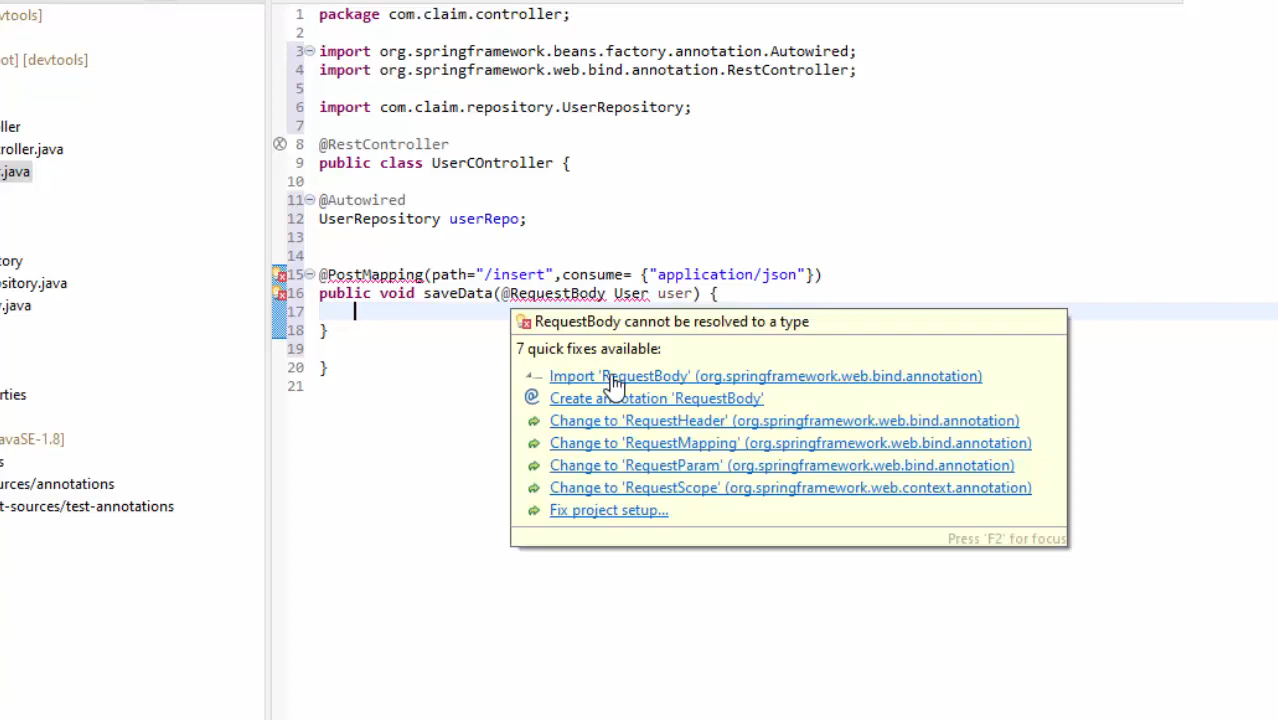 vtools]
ot] [devtools]
ller
roller.java
.java
tory
ository.java
y.java
rties
avaSE-1.8]
s
urces/annotations
t-sources/test-annotations
1 package com.claim.controller;
2
3 import org.springframework.beans.factory.annotation.Autowired;
4 import org.springframework.web.bind.annotation.RestController;
5
6 import com.claim.repository.UserRepository;
7
8 @RestController
9 public class UserCOntroller {
10
11 @Autowired
12 UserRepository userRepo;
13
14
15 @PostMapping(path="/insert",consume= {"application/json"})
16 public void saveData(@RequestBody User user) {
17
18 }
19
20 }
21
RequestBody cannot be resolved to a type
7 quick fixes available:
Import 'RequestBody' (org.springframework.web.bind.annotation)
Create annotation 'RequestBody'
Change to 'RequestHeader' (org.springframework.web.bind.annotation)
Change to 'RequestMapping' (org.springframework.web.bind.annotation)
Change to 'RequestParam' (org.springframework.web.bind.annotation)
Change to 'RequestScope' (org.springframework.web.context.annotation)
Fix project setup...
Press 'F2' for focus